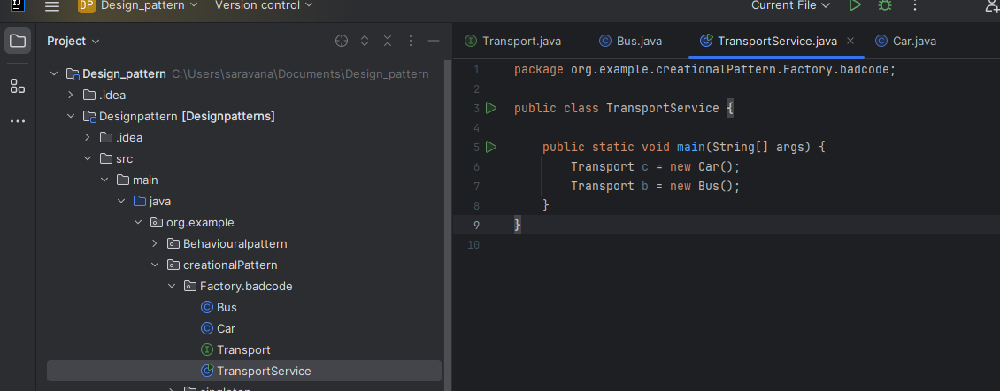 DP Design_pattern Version control Current File
Project
Transport.java Bus.java TransportService.java Car.java
Design_pattern C:\Users\saravana\Documents\Design_pattern
.idea
Designpattern [Designpatterns]
.idea
src
main
java
org.example
Behaviouralpattern
creationalPattern
Factory.badcode
Bus
Car
Transport
TransportService
1 package org.example.creationalPattern.Factory.badcode;
2
3 public class TransportService {
4
5 public static void main(String[] args) {
6 Transport c = new Car();
7 Transport b = new Bus();
8 }
9 }
10